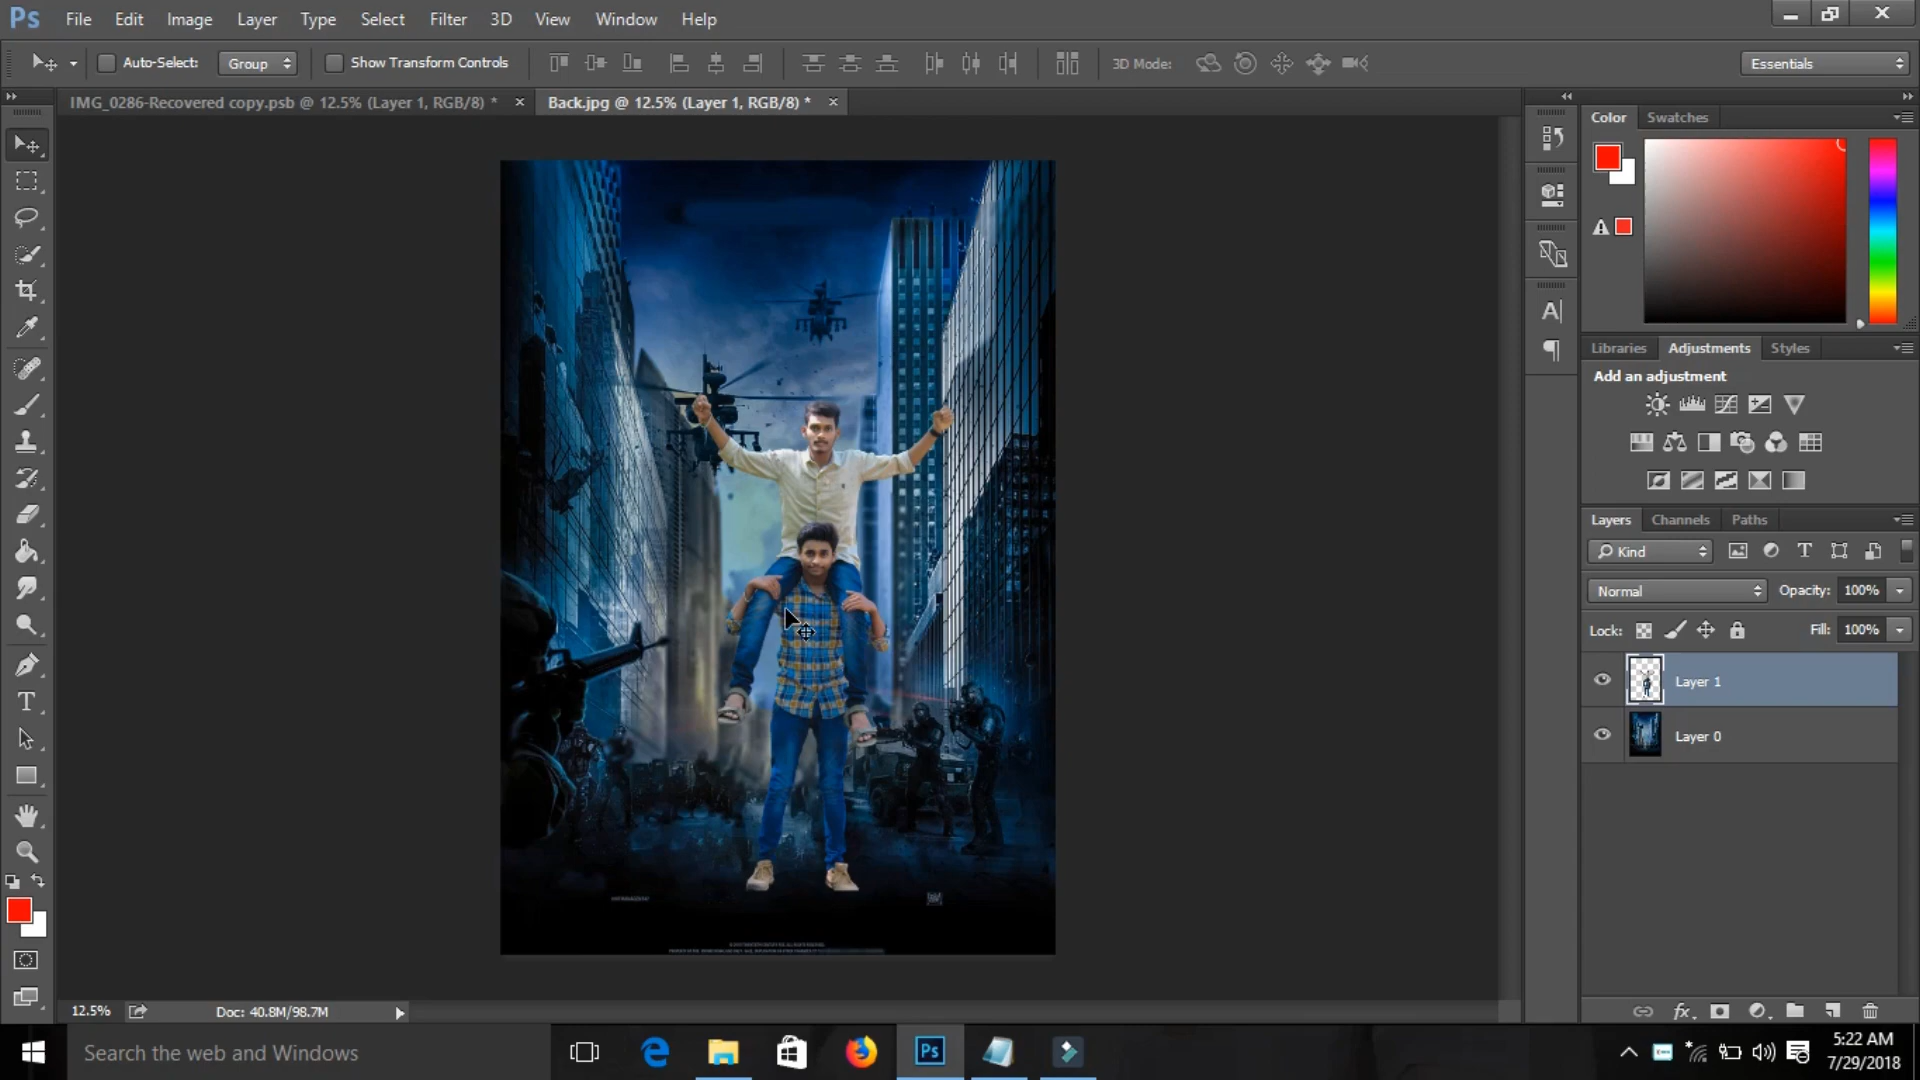 Ps File Edit Image Layer Type Select Filter 3D View Window Help
Auto-Select: Group Show Transform Controls 3D Mode: Essentials
IMG_0286-Recovered copy.psb @ 12.5% (Layer 1, RGB/8) * × Back.jpg @ 12.5% (Layer 1, RGB/8) * ×
Color Swatches
Libraries Adjustments Styles
Add an adjustment
Layers Channels Paths
Kind
Normal Opacity: 100%
Lock: Fill: 100%
Layer 1
Layer 0
12.5% Doc: 40.8M/98.7M
Search the web and Windows
Ps
5:22 AM
7/29/2018